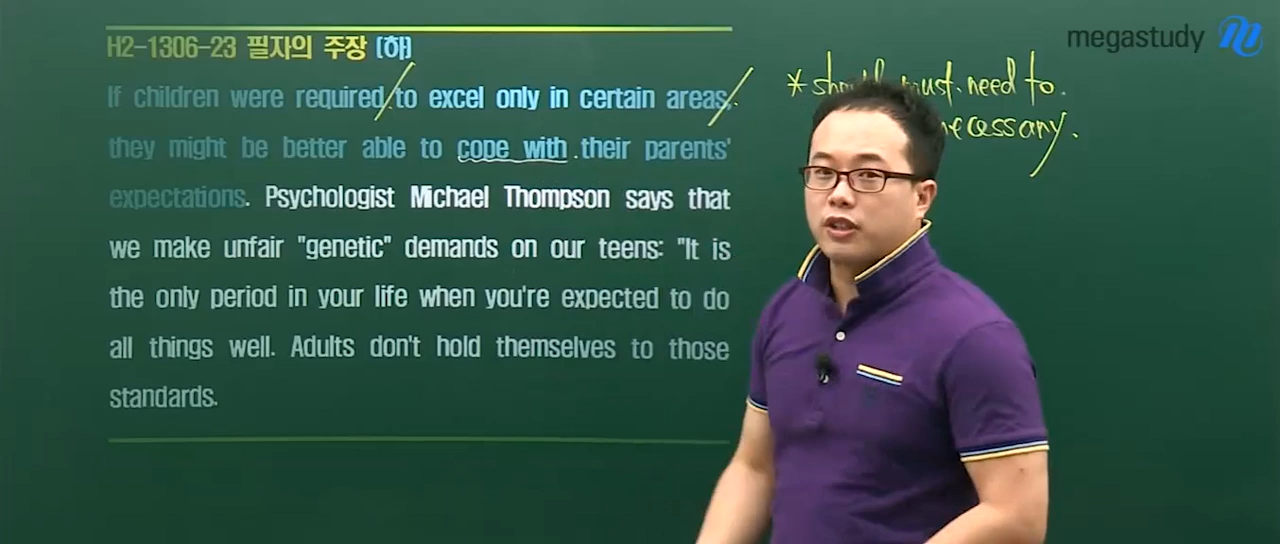 H2-1306-23 필자의 주장 [하]
If children were required to excel only in certain areas,
they might be better able to cope with their parents'
expectations. Psychologist Michael Thompson says that
we make unfair "genetic" demands on our teens: "It is
the only period in your life when you're expected to do
all things well. Adults don't hold themselves to those
standards.
megastudy
* must. need to.
necessary.